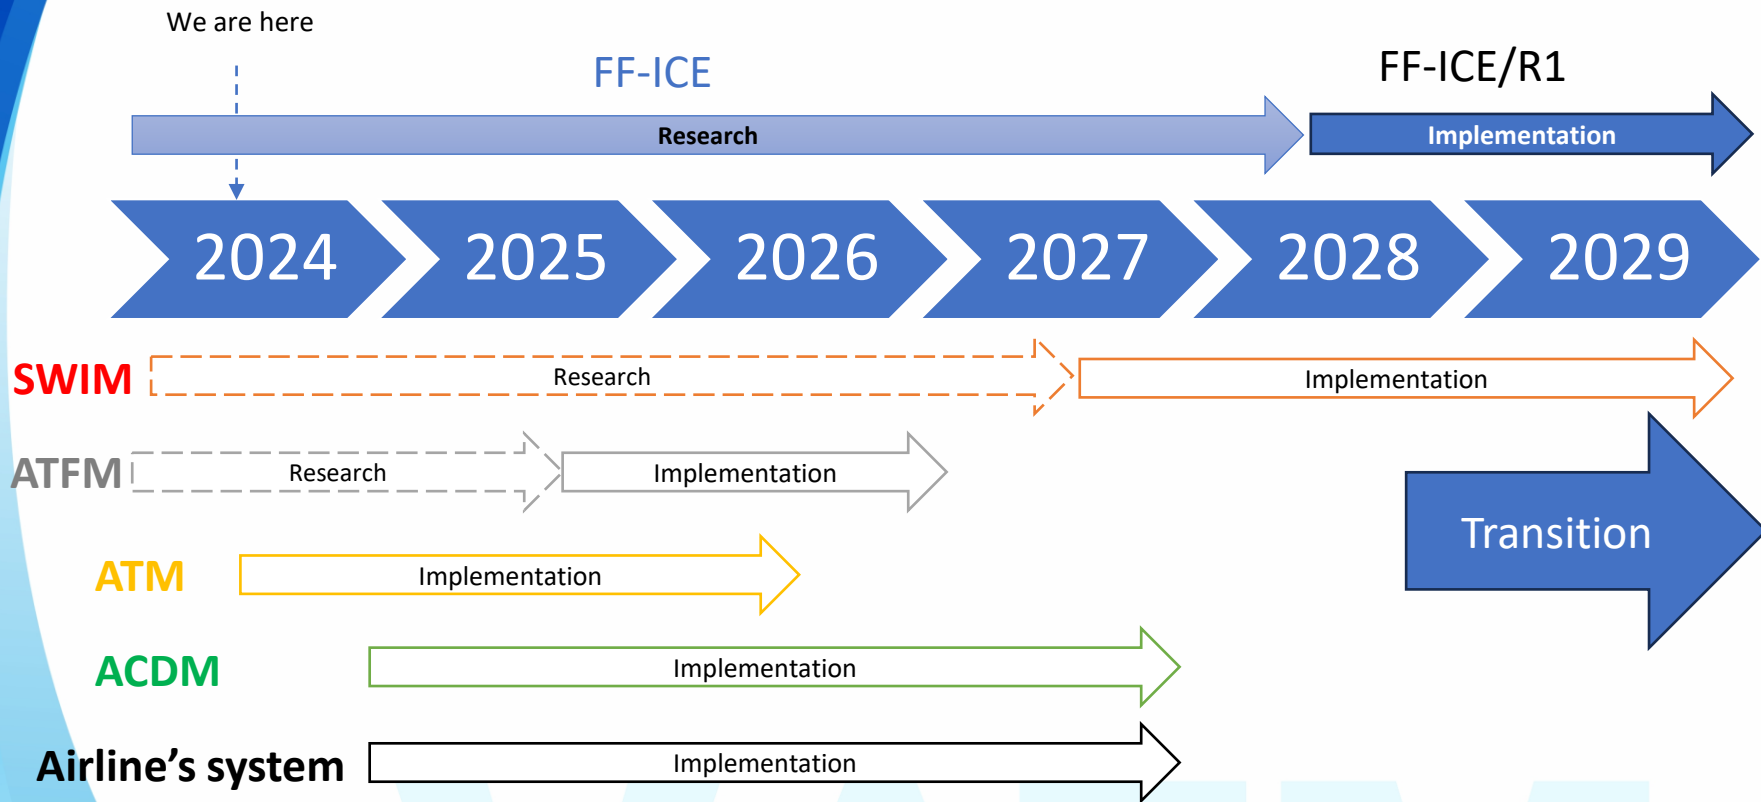 We are here
FF-ICE
FF-ICE/R1
Research
Implementation
2024
2025
2026
2027
2028
2029
SWIM
Research
Implementation
ATFM
Research
Implementation
Transition
ATM
Implementation
ACDM
Implementation
Airline’s system
Implementation